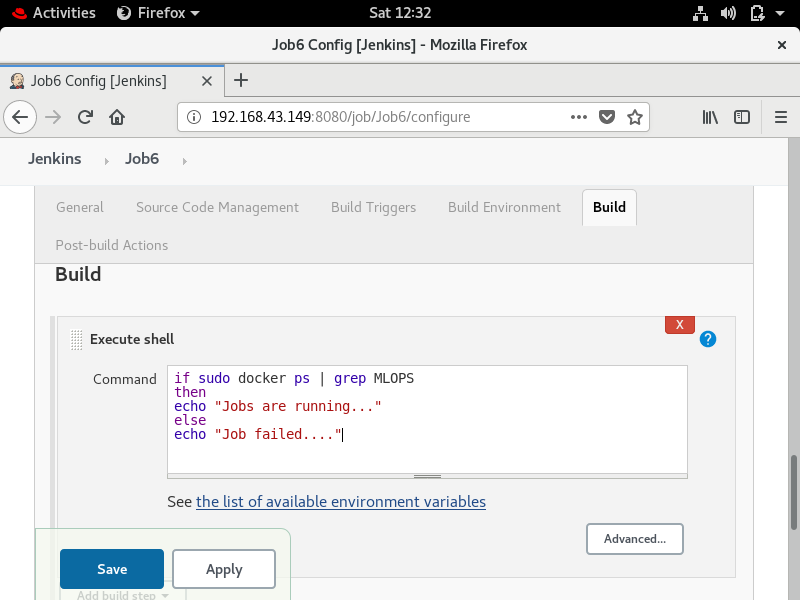 Activities Firefox Sat 12:32
Job6 Config [Jenkins] - Mozilla Firefox ×
Job6 Config [Jenkins] × +
192.168.43.149:8080/job/Job6/configure
Jenkins Job6
General Source Code Management Build Triggers Build Environment Build
Post-build Actions
Build
X
Execute shell ?
Command
if sudo docker ps | grep MLOPS
then
echo "Jobs are running..."
else
echo "Job failed...."
See the list of available environment variables
Advanced...
Save Apply
Add build step